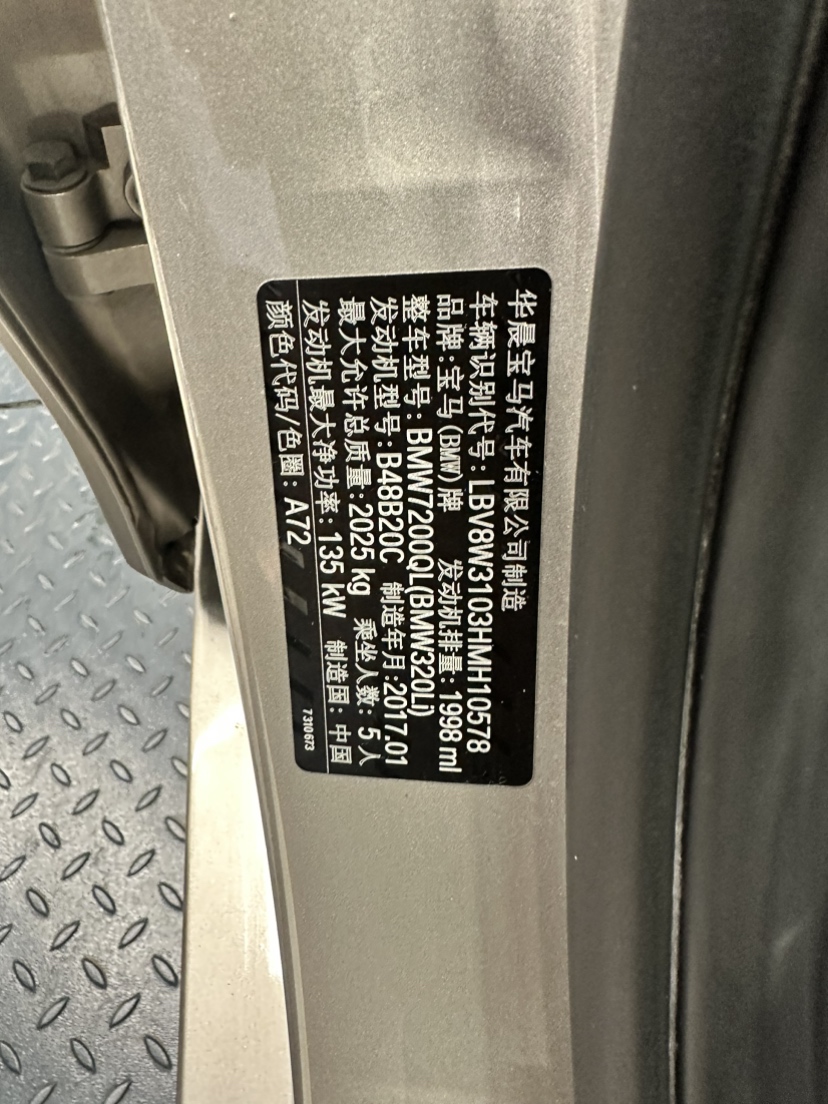 华晨宝马汽车有限公司制造
车辆识别代号:LBV8W3103HMH10578
品牌:宝马(BMW)牌 发动机排量:1998 ml
整车型号:BMW7200QL(BMW320Li)
发动机型号:B48B20C 制造年月:2017.01
最大允许总质量:2025 kg 乘坐人数:5人
发动机最大净功率:135 kW 制造国:中国
颜色代码/色圈:A72
7310673